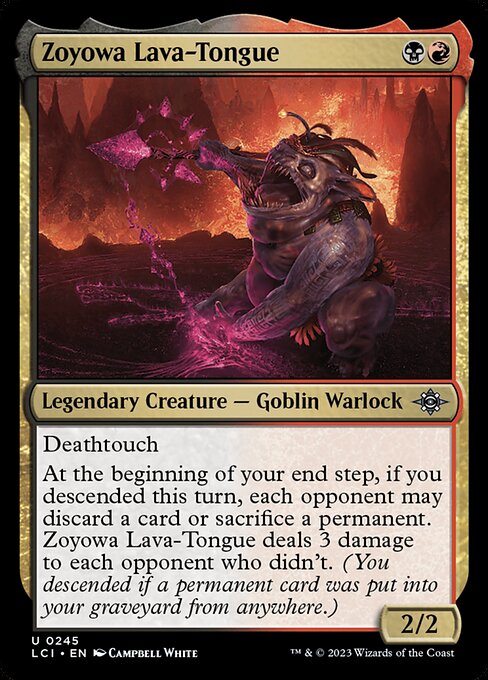 Zoyowa Lava-Tongue
Legendary Creature — Goblin Warlock
Deathtouch
At the beginning of your end step, if you
descended this turn, each opponent may
discard a card or sacrifice a permanent.
Zoyowa Lava-Tongue deals 3 damage
to each opponent who didn't. (You
descended if a permanent card was put into
your graveyard from anywhere.)
2/2
U 0245
LCI • EN Campbell White
™ & © 2023 Wizards of the Coast